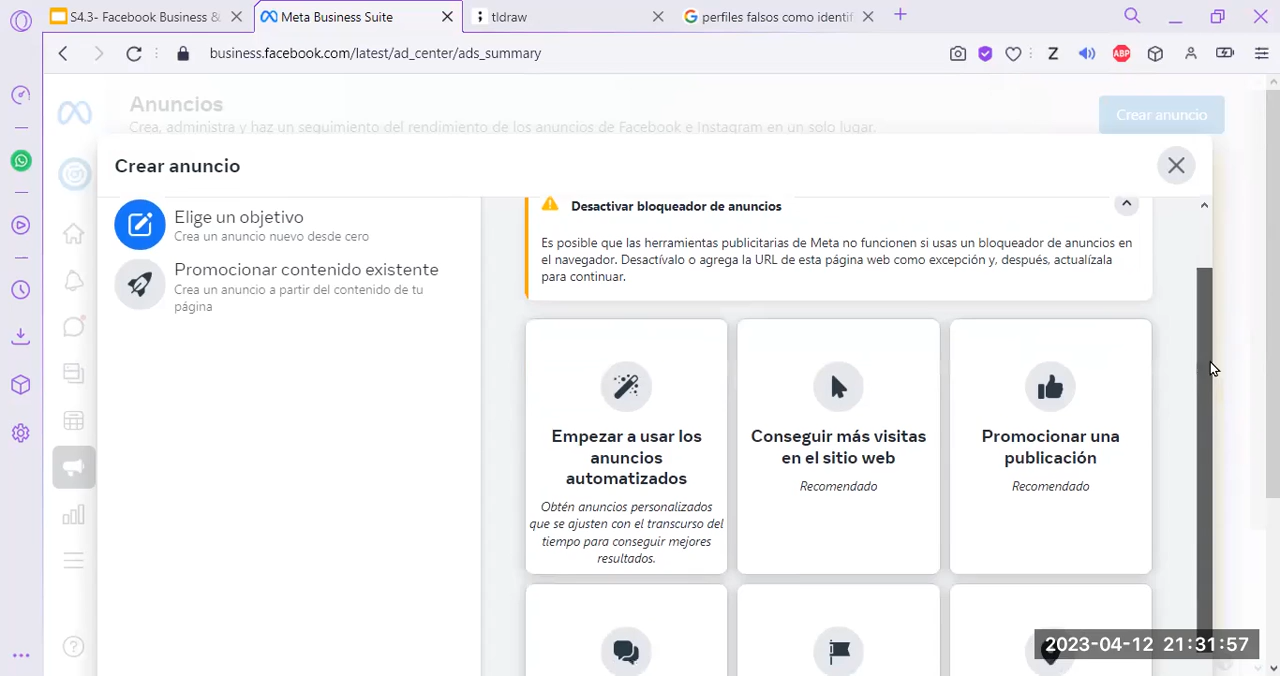 S4.3- Facebook Business &
Meta Business Suite
tldraw
perfiles falsos como identif
business.facebook.com/latest/ad_center/ads_summary
Z
ABP
Anuncios
Crea, administra y haz un seguimiento del rendimiento de los anuncios de Facebook e Instagram en un solo lugar.
Crear anuncio
Crear anuncio
Elige un objetivo
Crea un anuncio nuevo desde cero
Promocionar contenido existente
Crea un anuncio a partir del contenido de tu
página
Desactivar bloqueador de anuncios
Es posible que las herramientas publicitarias de Meta no funcionen si usas un bloqueador de anuncios en
el navegador. Desactívalo o agrega la URL de esta página web como excepción y, después, actualízala
para continuar.
Empezar a usar los
anuncios
automatizados
Obtén anuncios personalizados
que se ajusten con el transcurso del
tiempo para conseguir mejores
resultados.
Conseguir más visitas
en el sitio web
Recomendado
Promocionar una
publicación
Recomendado
2023-04-12 21:31:57